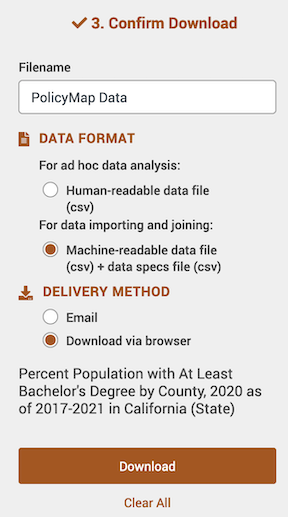 3. Confirm Download
Filename
PolicyMap Data
DATA FORMAT
For ad hoc data analysis:
Human-readable data file
(csv)
For data importing and joining:
Machine-readable data file
(csv) + data specs file (csv)
DELIVERY METHOD
Email
Download via browser
Percent Population with At Least
Bachelor's Degree by County, 2020 as
of 2017-2021 in California (State)
Download
Clear All